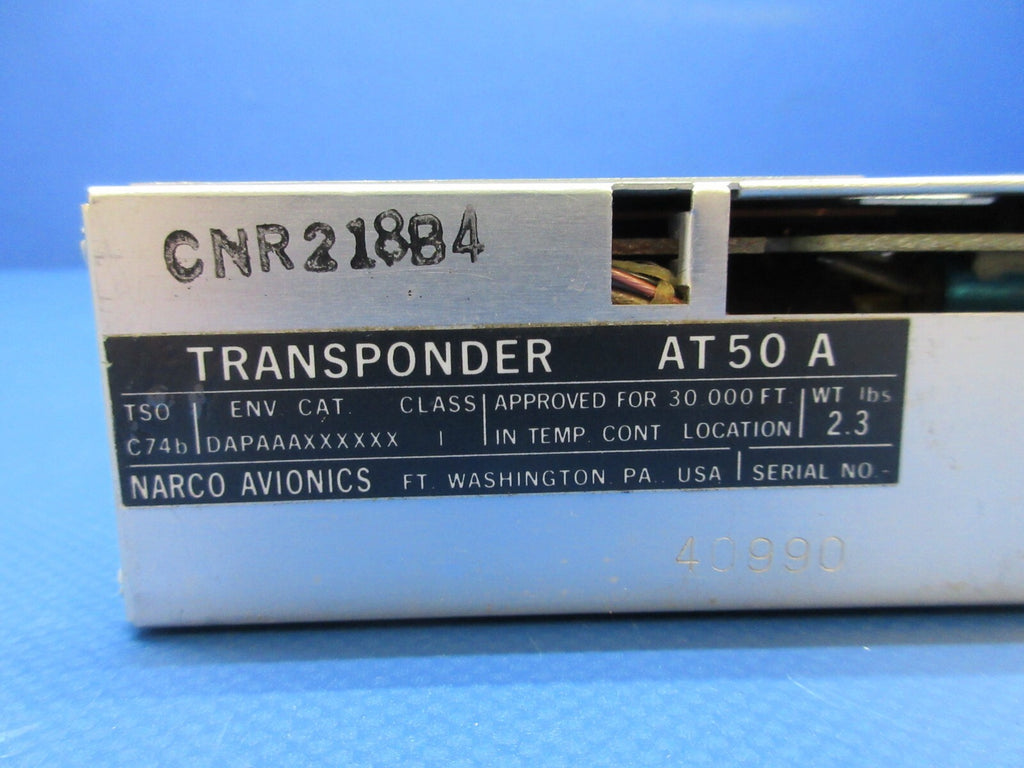 CNR218B4
TRANSPONDER AT50 A
TSO ENV. CAT. CLASS APPROVED FOR 30 000 FT. WT lbs
C74b DAPAAAXXXXXX I IN TEMP. CONT LOCATION 2.3
NARCO AVIONICS FT. WASHINGTON PA. USA SERIAL NO.-
40990